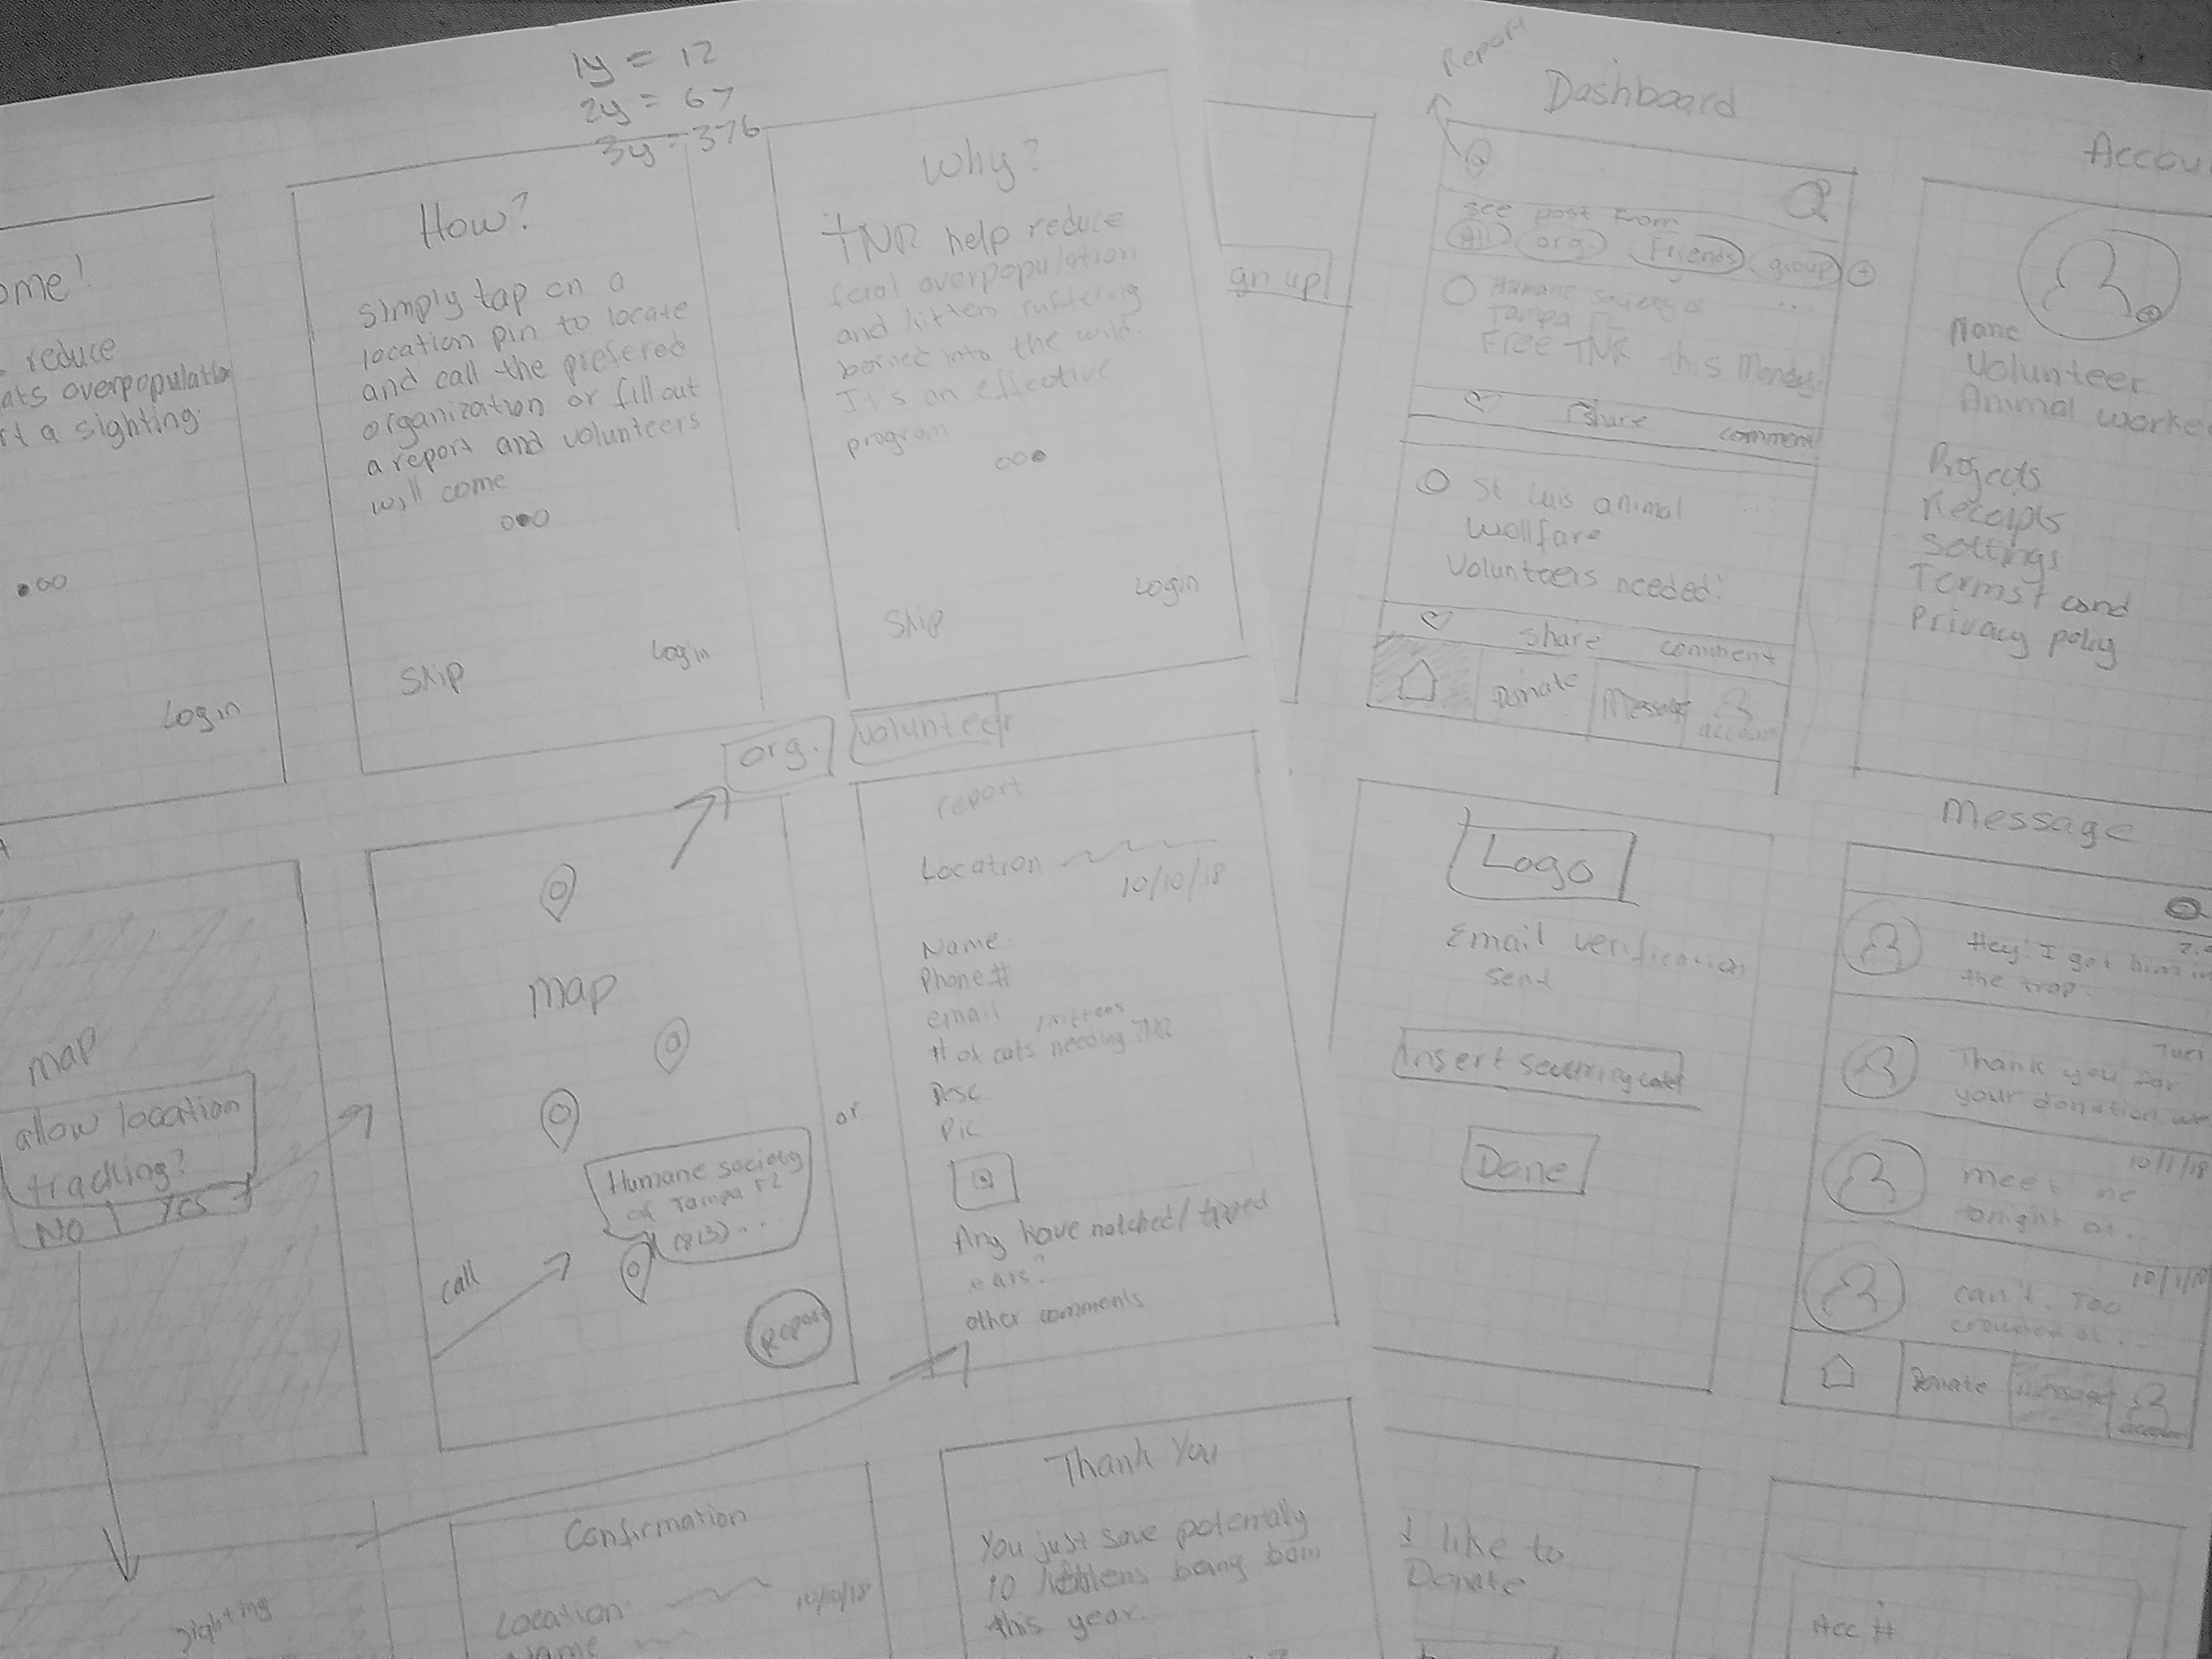 1y = 12
2y = 67
3y = 376
ome!
reduce
ats overpopulatio
rt a sighting
Login
How?
Simply tap on a
location pin to locate
and call the prefered
organization or fill out
a report and volunteers
will come
Skip
Login
Why?
TNR help reduce
feral overpopulation
and kitten suffering
borned into the world.
It's an effective
program
Skip
Login
gn up
Report
Dashboard
see post from
All
org.
Friends
group
+
Humane society of
Tampa FL
...
Free TNR this Monday!
share
comment
St Luis animal
...
wellfare
Volunteers needed!
share
comment
Donate
Message
account
Accou
Name
Volunteer
Animal worke
Projects
Receipts
Settings
Terms + cond
Privacy policy
map
allow location
tracking?
NO
Yes
org.
volunteer
map
Humane society
of Tampa FL
(813)...
call
Report
or
report
Location
10/10/18
Name
Phone #
email
/kittens
# of cats needing TNR
Desc
Pic
Any have notched/tipped
ears?
other comments
Logo
Email verification
sent
Insert security code
Done
Message
Hey! I got him in
the trap.
Tues
Thank you for
your donation. we
10/1/18
meet me
tonight at...
10/1/1
can't. Too
crowded at...
Donate
Message
account
sighting
Confirmation
Location
10/10/18
Name
Thank You
You just save potentially
10 kittens being born
this year.
I like to
Donate
Acc #